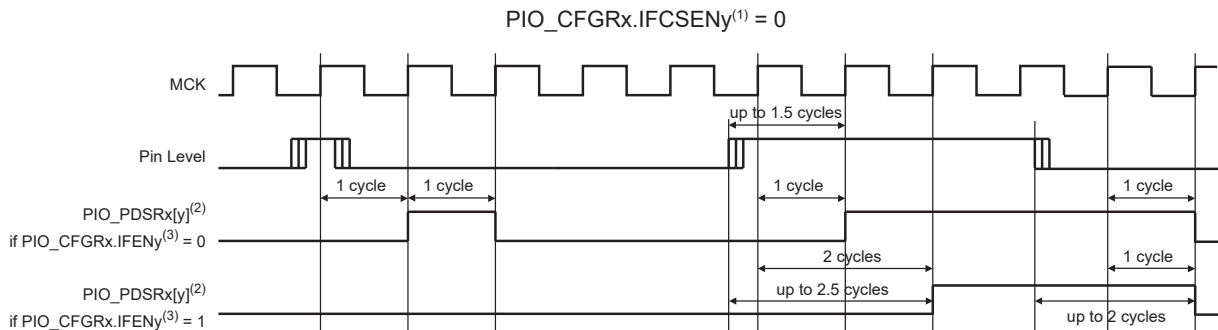 PIO_CFGRx.IFCSENy(1) = 0
MCK
up to 1.5 cycles
Pin Level
1 cycle 1 cycle 1 cycle 1 cycle
PIO_PDSRx[y](2)
if PIO_CFGRx.IFENy(3) = 0
2 cycles 1 cycle
PIO_PDSRx[y](2)
up to 2.5 cycles up to 2 cycles
if PIO_CFGRx.IFENy(3) = 1